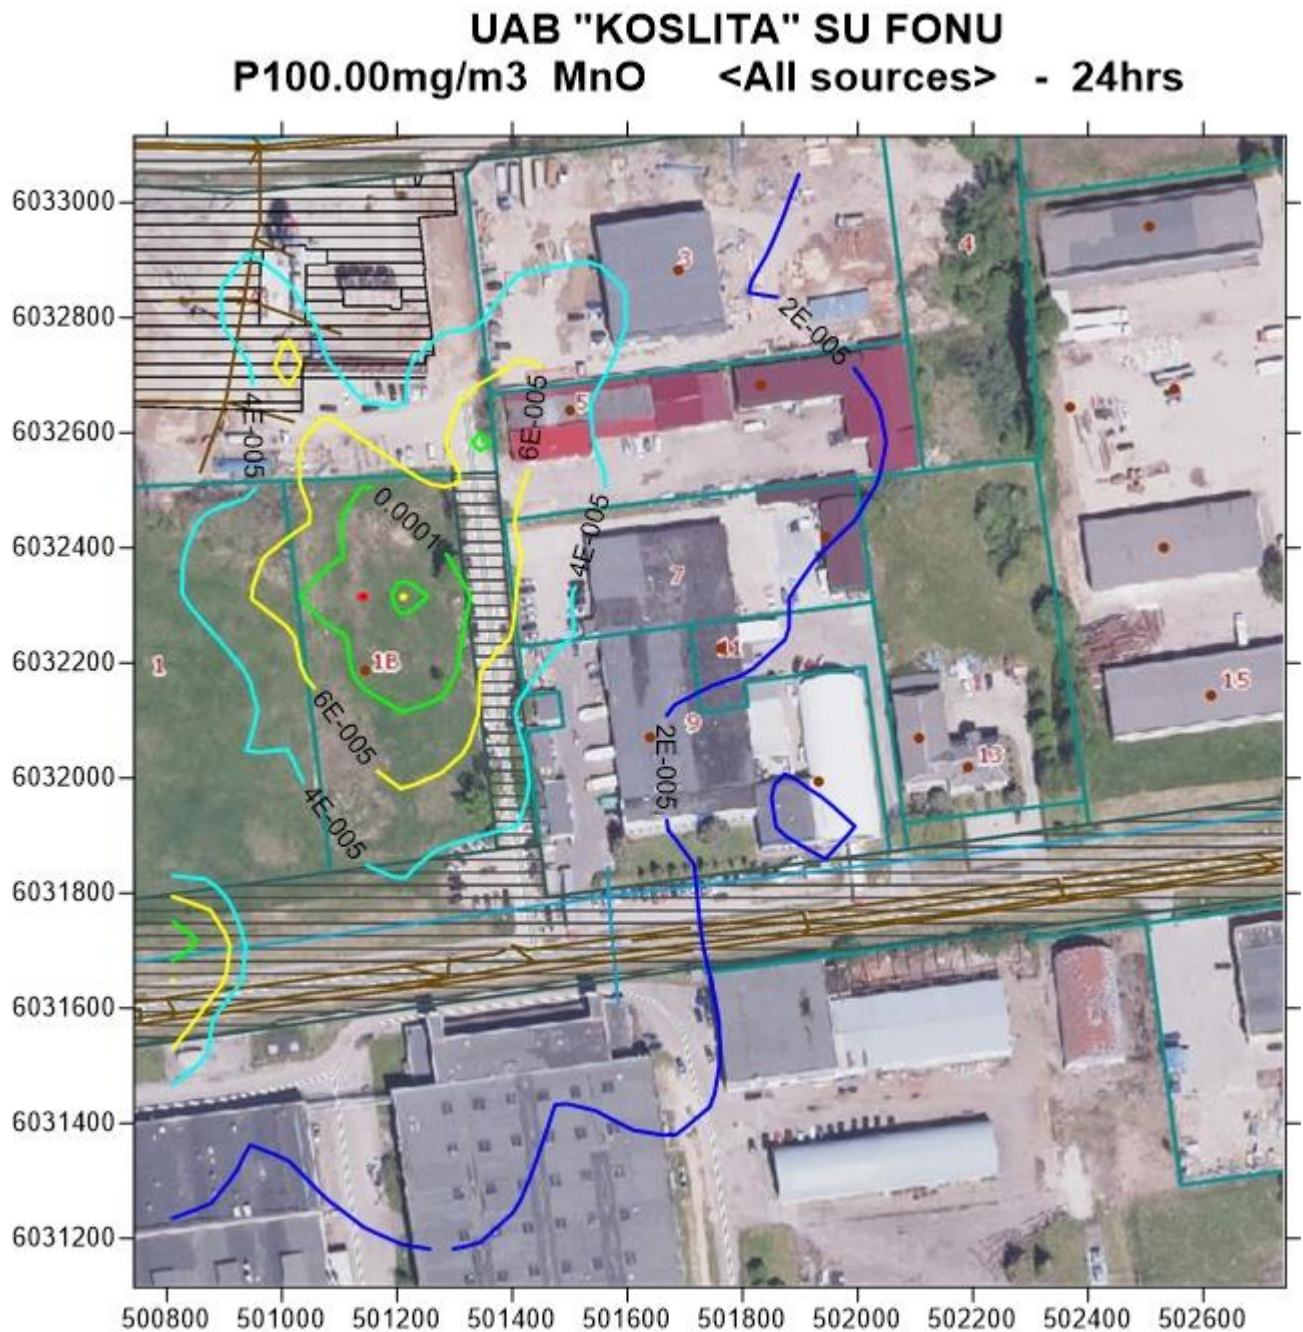 UAB "KOSLITA" SU FONU
P100.00mg/m3 MnO <All sources> - 24hrs
6033000
3
4
6032800
2E-005
4E-005
6E-005
5
6032600
0.0001
4E-005
6032400
7
6032200
1
1B
11
15
6E-005
9
2E-005
13
6032000
4E-005
6031800
6031600
6031400
6031200
500800 501000 501200 501400 501600 501800 502000 502200 502400 502600